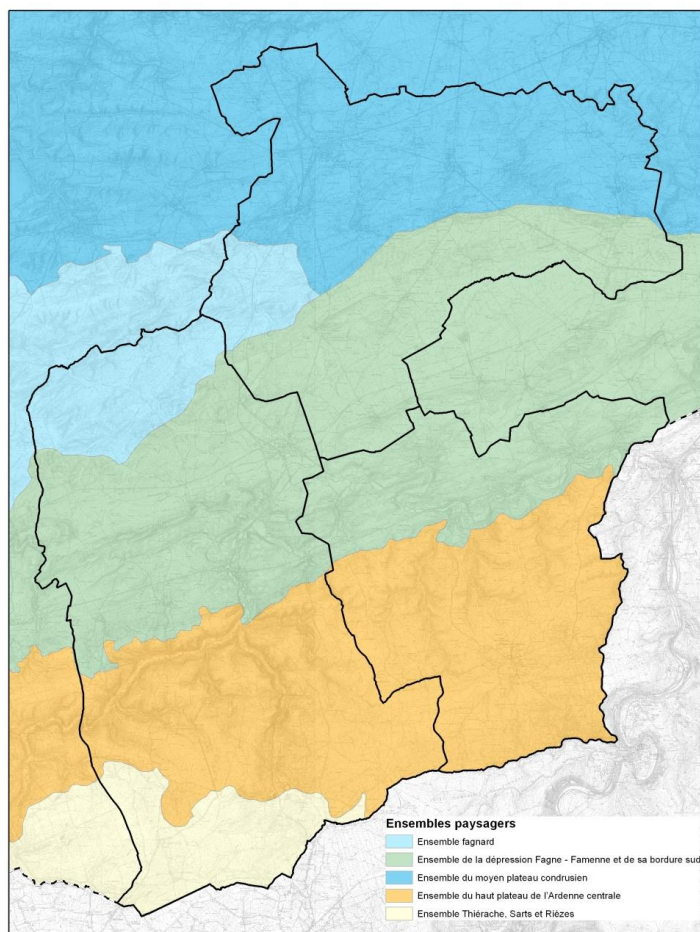 Ensembles paysagers
Ensemble fagnard
Ensemble de la dépression Fagne - Famenne et de sa bordure sud
Ensemble du moyen plateau condrusien
Ensemble du haut plateau de l'Ardenne centrale
Ensemble Thiérache, Sarts et Rièzes